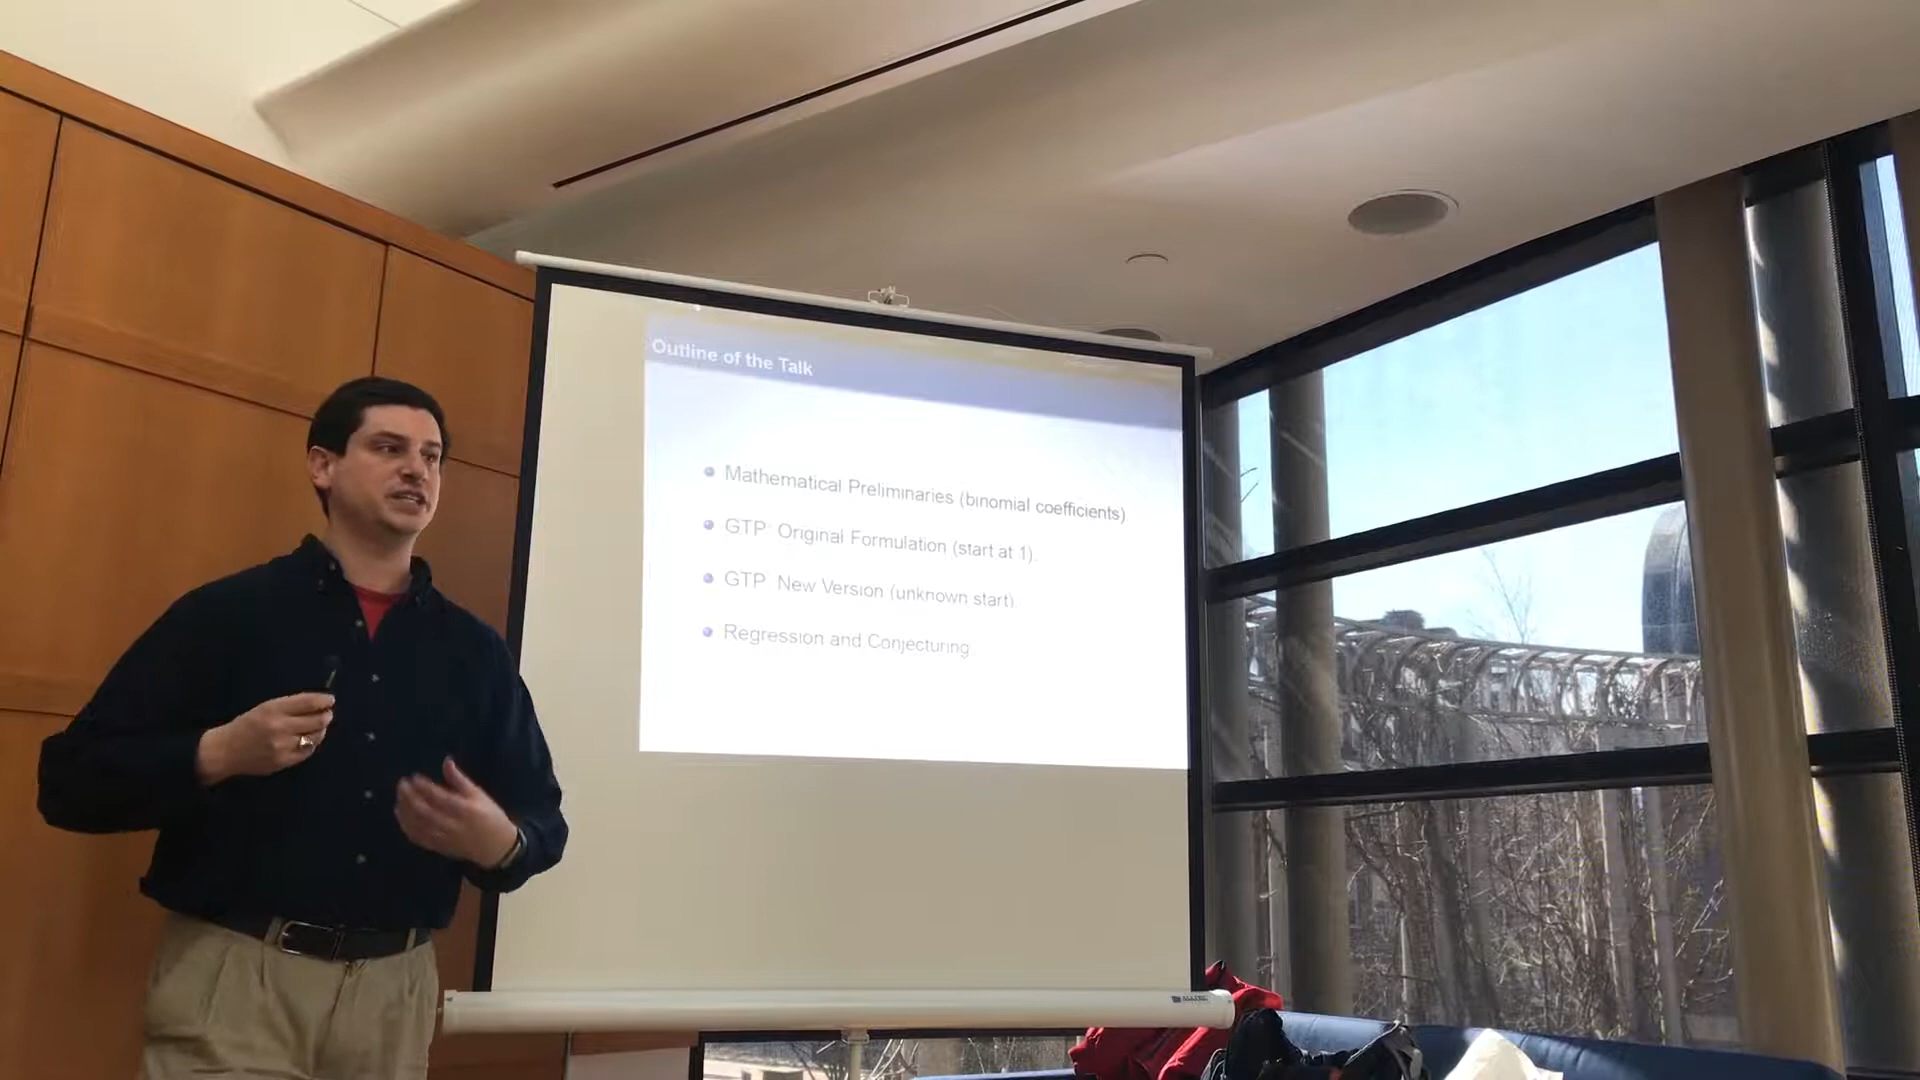 Outline of the Talk
Mathematical Preliminaries (binomial coefficients)
GTP: Original Formulation (start at 1).
GTP: New Version (unknown start).
Regression and Conjecturing.